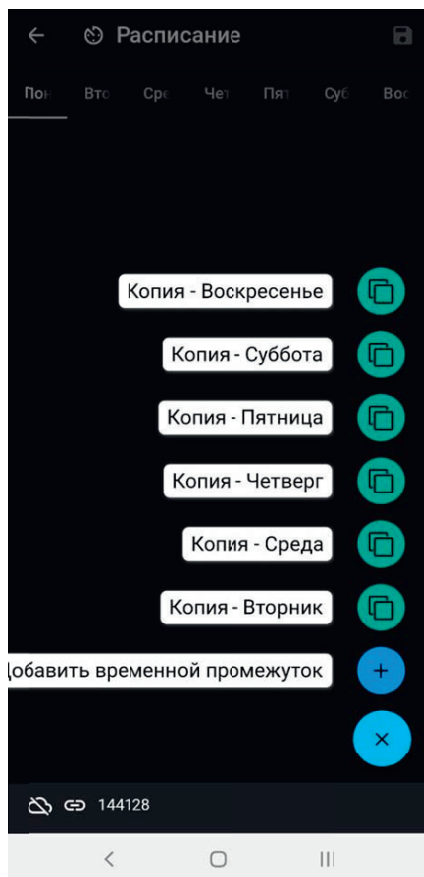 Расписание
Пон Вто Сре Чет Пят Суб Вос
Копия - Воскресенье
Копия - Суббота
Копия - Пятница
Копия - Четверг
Копия - Среда
Копия - Вторник
Добавить временной промежуток
144128